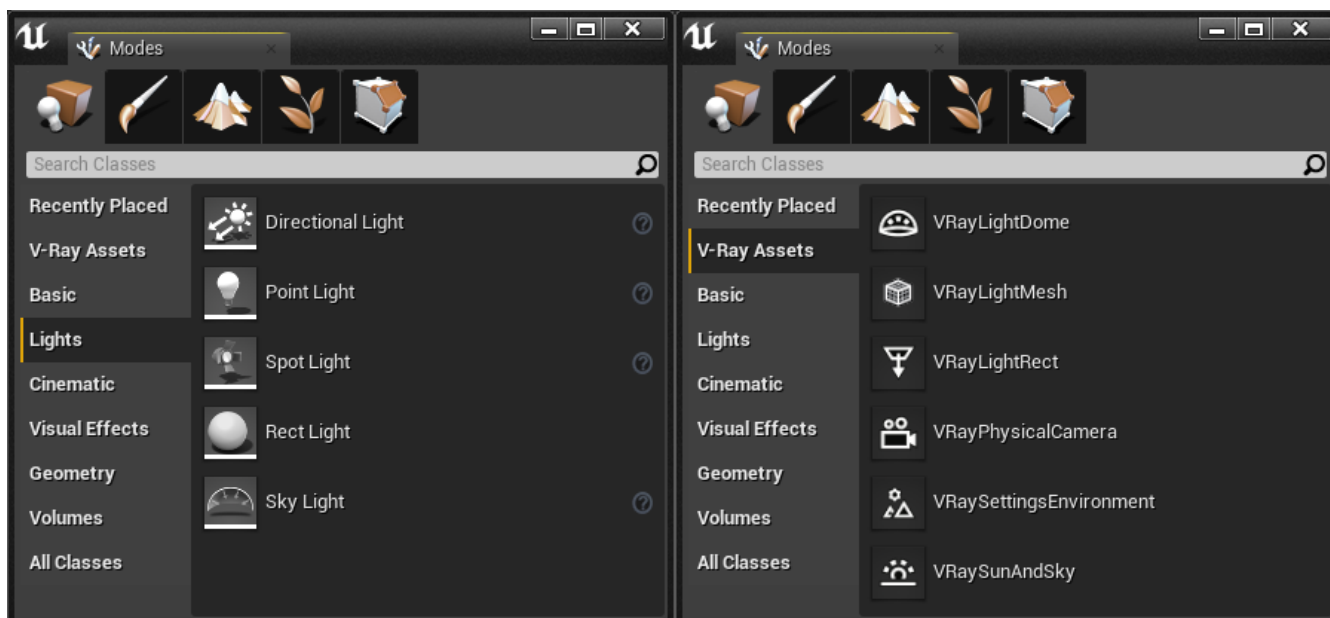 Modes
Search Classes
Recently Placed
V-Ray Assets
Basic
Lights
Cinematic
Visual Effects
Geometry
Volumes
All Classes
Directional Light
Point Light
Spot Light
Rect Light
Sky Light
Modes
Search Classes
Recently Placed
V-Ray Assets
Basic
Lights
Cinematic
Visual Effects
Geometry
Volumes
All Classes
VRayLightDome
VRayLightMesh
VRayLightRect
VRayPhysicalCamera
VRaySettingsEnvironment
VRaySunAndSky